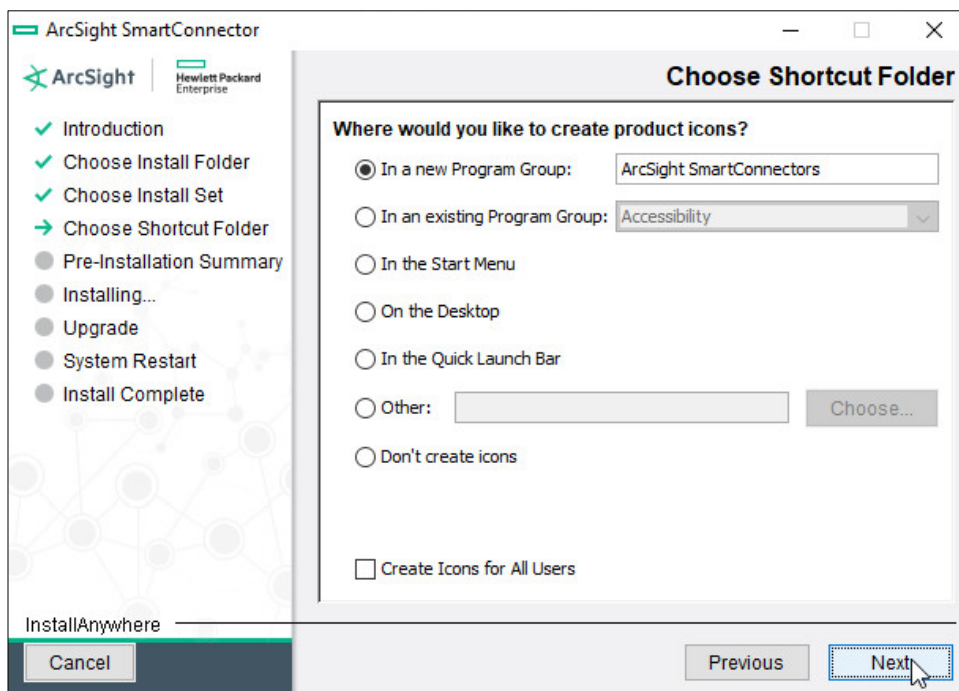 ArcSight SmartConnector
ArcSight
Hewlett Packard
Enterprise
Introduction
Choose Install Folder
Choose Install Set
Choose Shortcut Folder
Pre-Installation Summary
Installing...
Upgrade
System Restart
Install Complete
Choose Shortcut Folder
Where would you like to create product icons?
In a new Program Group: ArcSight SmartConnectors
In an existing Program Group: Accessibility
In the Start Menu
On the Desktop
In the Quick Launch Bar
Other: Choose...
Don't create icons
Create Icons for All Users
InstallAnywhere
Cancel Previous Next